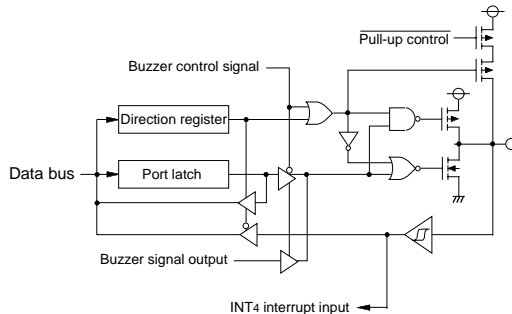 Pull-up control
Buzzer control signal
Direction register
Data bus
Port latch
Buzzer signal output
INT4 interrupt input